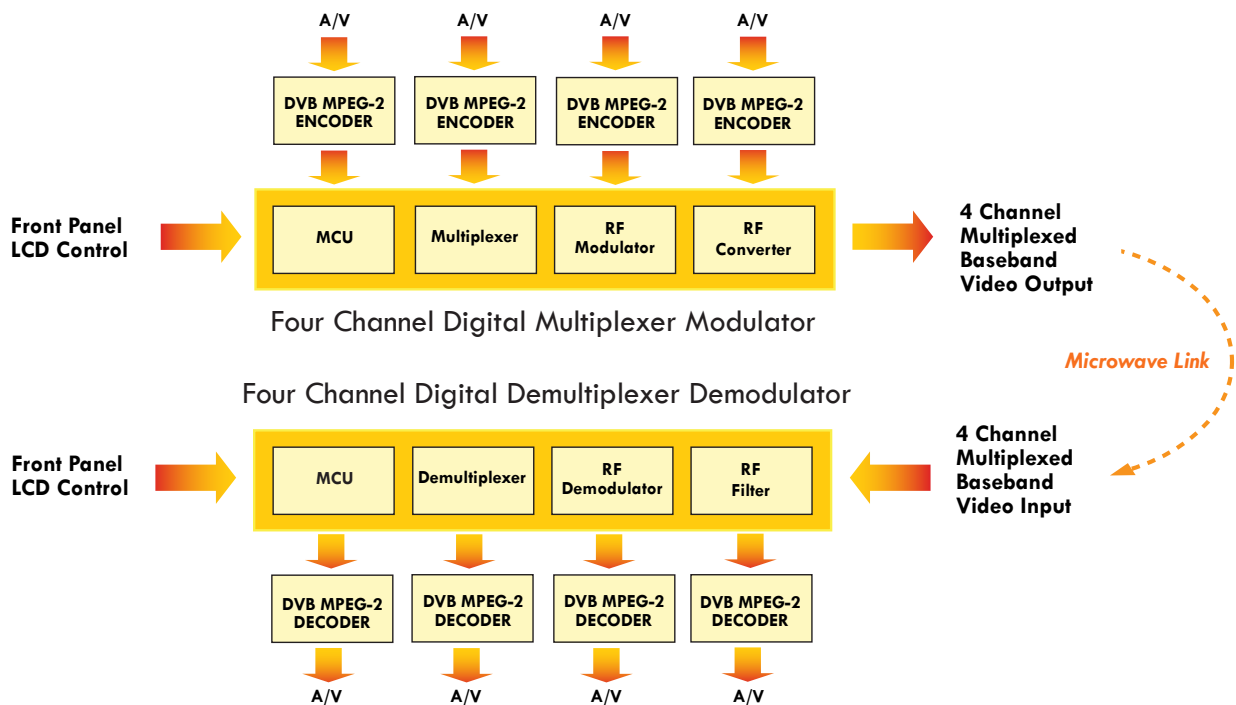 A/V A/V A/V A/V
DVB MPEG-2 DVB MPEG-2 DVB MPEG-2 DVB MPEG-2
ENCODER ENCODER ENCODER ENCODER
Front Panel
LCD Control
MCU
Multiplexer
RF
Modulator
RF
Converter
4 Channel
Multiplexed
Baseband
Video Output
Four Channel Digital Multiplexer Modulator
Microwave Link
Four Channel Digital Demultiplexer Demodulator
Front Panel
LCD Control
MCU
Demultiplexer
RF
Demodulator
RF
Filter
4 Channel
Multiplexed
Baseband
Video Input
DVB MPEG-2 DVB MPEG-2 DVB MPEG-2 DVB MPEG-2
DECODER DECODER DECODER DECODER
A/V A/V A/V A/V